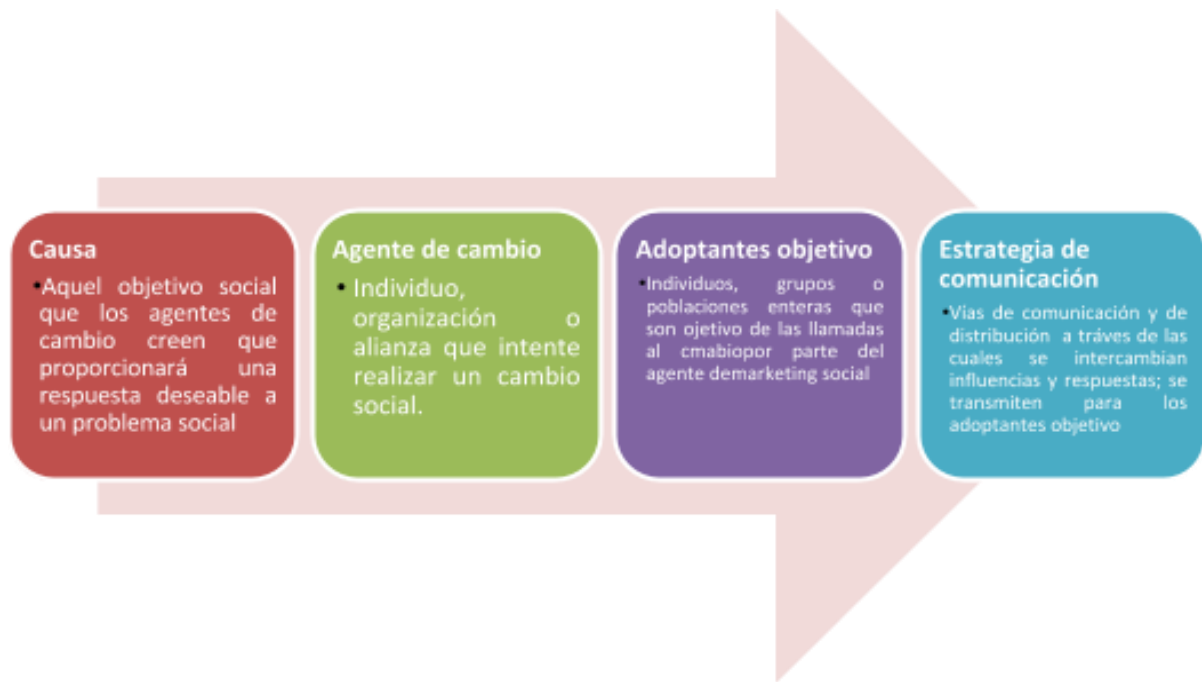 Causa
•Aquel objetivo social
que los agentes de
cambio creen que
proporcionará una
respuesta deseable a
un problema social
Agente de cambio
• Individuo,
organización o
alianza que intente
realizar un cambio
social.
Adoptantes objetivo
•Individuos, grupos o
poblaciones enteras que
son ojetivo de las llamadas
al cmabiopor parte del
agente demarketing social
Estrategia de
comunicación
•Vias de comunicación y de
distribución a tráves de las
cuales se intercambian
influencias y respuestas; se
transmiten para los
adoptantes objetivo